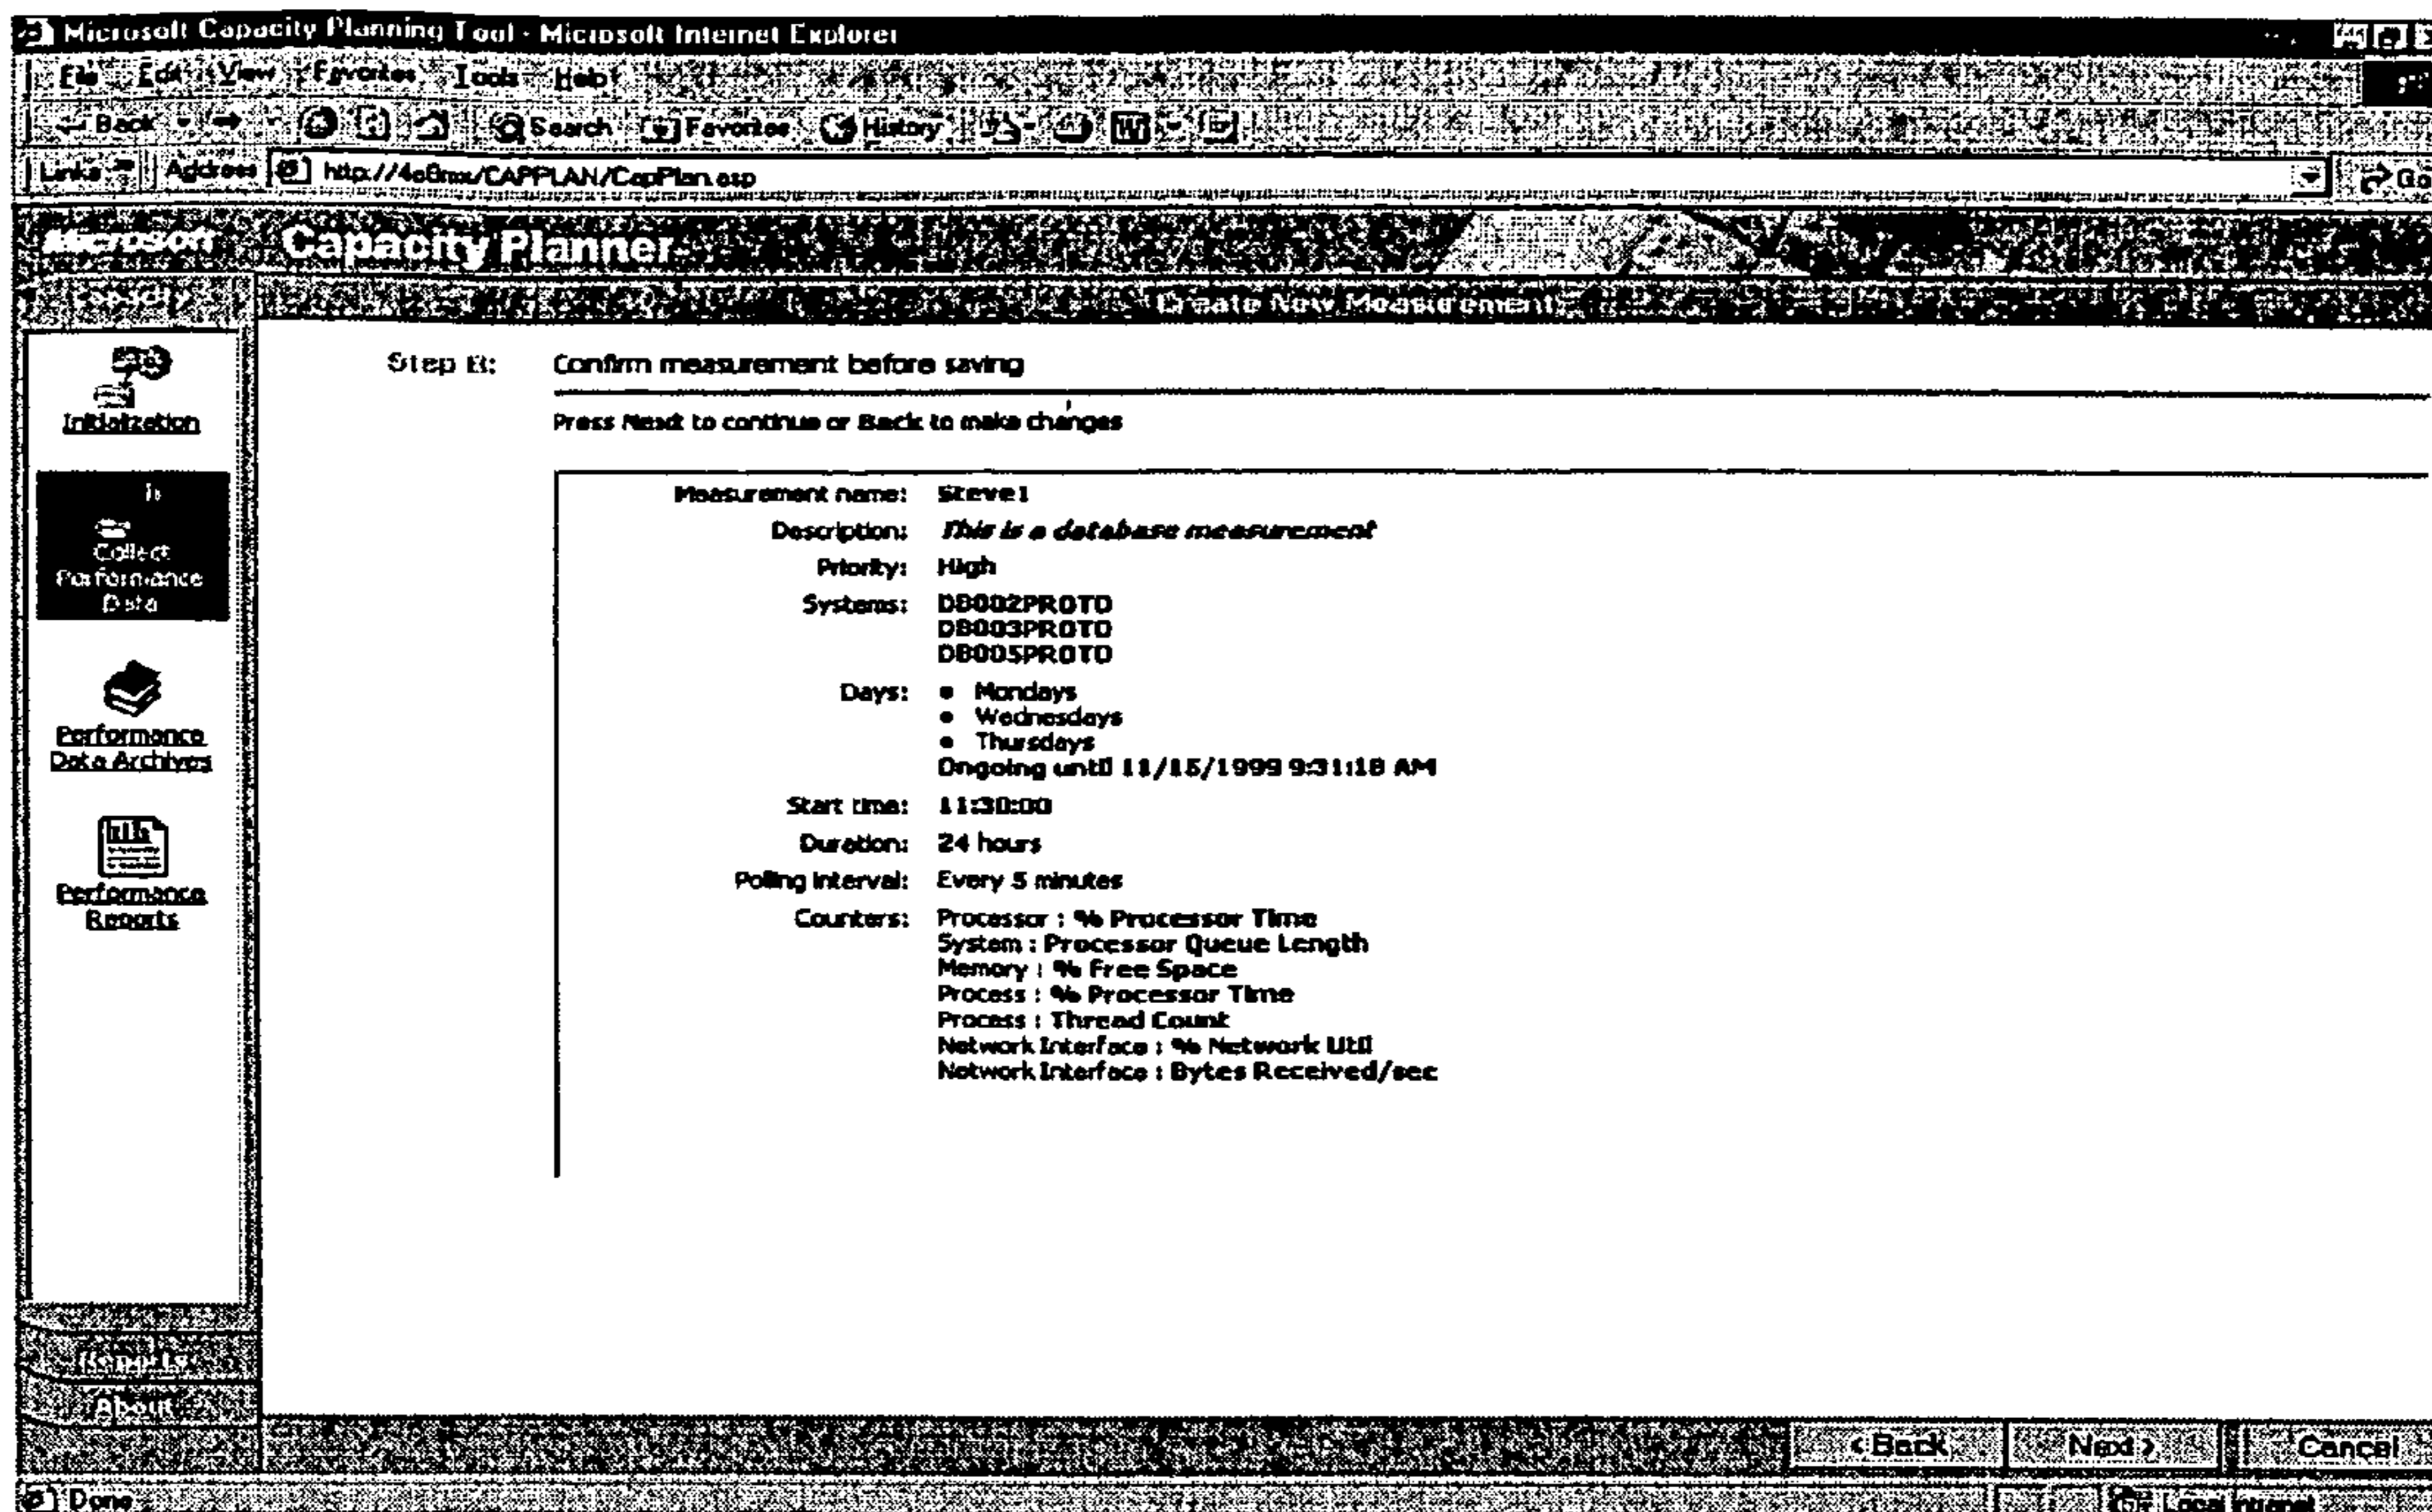 Microsoft Capacity Planning Tool - Microsoft Internet Explorer
File Edit View Favorites Tools Help
Back Search Favorites History
Links Address CAPPLAN/CapPlan.asp Go
Microsoft Capacity Planner
Capacity
Create New Measurement
Initialization
Collect
Performance
Data
Performance
Data Archives
Performance
Reports
Reports
About
Step 8: Confirm measurement before saving
Press Next to continue or Back to make changes
Measurement name: Steve1
Description: This is a database measurement
Priority: High
Systems: DB002PROTO
DB003PROTO
DB005PROTO
Days: • Mondays
• Wednesdays
• Thursdays
Ongoing until 11/15/1999 9:31:18 AM
Start time: 11:30:00
Duration: 24 hours
Polling interval: Every 5 minutes
Counters: Processor : % Processor Time
System : Processor Queue Length
Memory : % Free Space
Process : % Processor Time
Process : Thread Count
Network Interface : % Network Util
Network Interface : Bytes Received/sec
< Back Next > Cancel
Done Local intranet